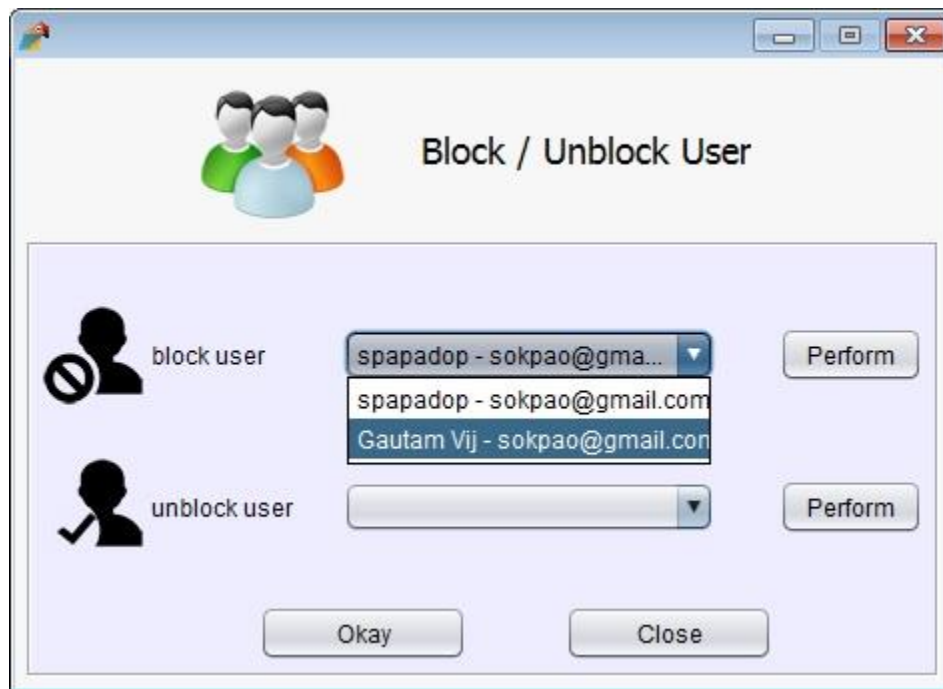 Block / Unblock User
block user
spapadop - sokpao@gma...
Perform
spapadop - sokpao@gmail.com
Gautam Vij - sokpao@gmail.com
unblock user
Perform
Okay
Close